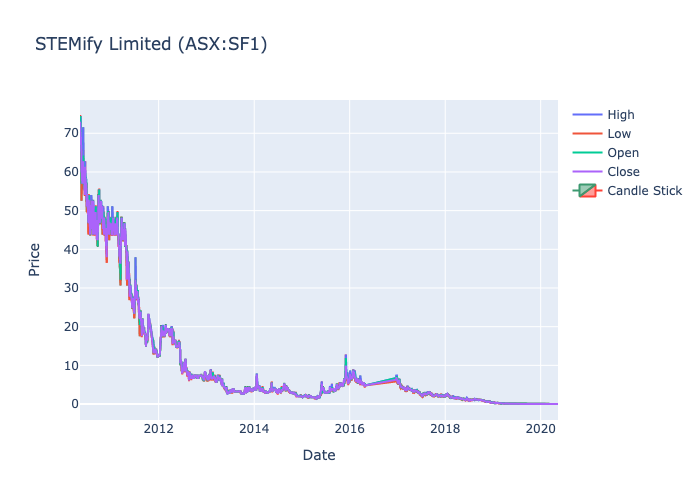 STEMify Limited (ASX:SF1)
High
Low
Open
Close
Candle Stick
Price
70
60
50
40
30
20
10
0
2012
2014
2016
2018
2020
Date